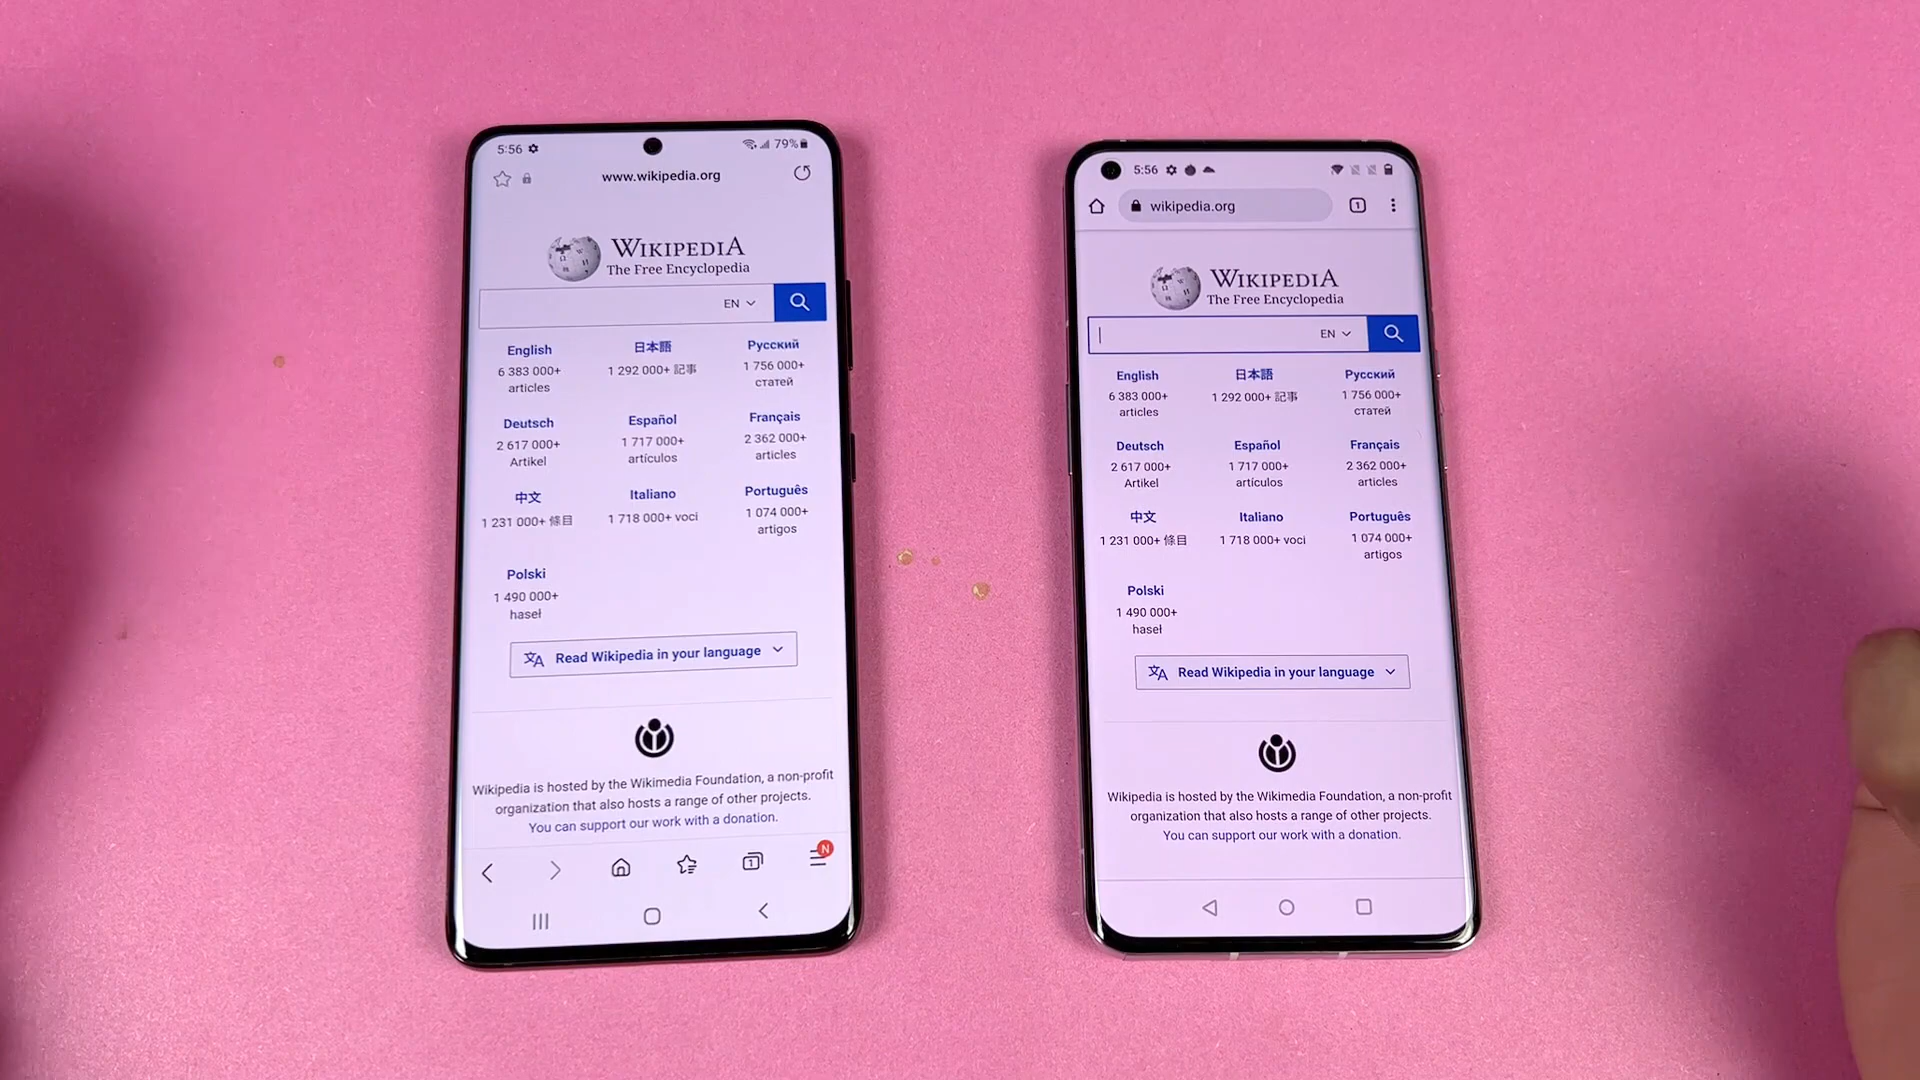 5:56
79%
www.wikipedia.org
WIKIPEDIA
The Free Encyclopedia
EN
English
6 383 000+
articles
日本語
1 292 000+ 記事
Русский
1 756 000+
статей
Deutsch
2 617 000+
Artikel
Español
1 717 000+
artículos
Français
2 362 000+
articles
中文
1 231 000+ 條目
Italiano
1 718 000+ voci
Português
1 074 000+
artigos
Polski
1 490 000+
haseł
Read Wikipedia in your language
Wikipedia is hosted by the Wikimedia Foundation, a non-profit
organization that also hosts a range of other projects.
You can support our work with a donation.
1
N
5:56
wikipedia.org
1
WIKIPEDIA
The Free Encyclopedia
EN
English
6 383 000+
articles
日本語
1 292 000+ 記事
Русский
1 756 000+
статей
Deutsch
2 617 000+
Artikel
Español
1 717 000+
artículos
Français
2 362 000+
articles
中文
1 231 000+ 條目
Italiano
1 718 000+ voci
Português
1 074 000+
artigos
Polski
1 490 000+
haseł
Read Wikipedia in your language
Wikipedia is hosted by the Wikimedia Foundation, a non-profit
organization that also hosts a range of other projects.
You can support our work with a donation.